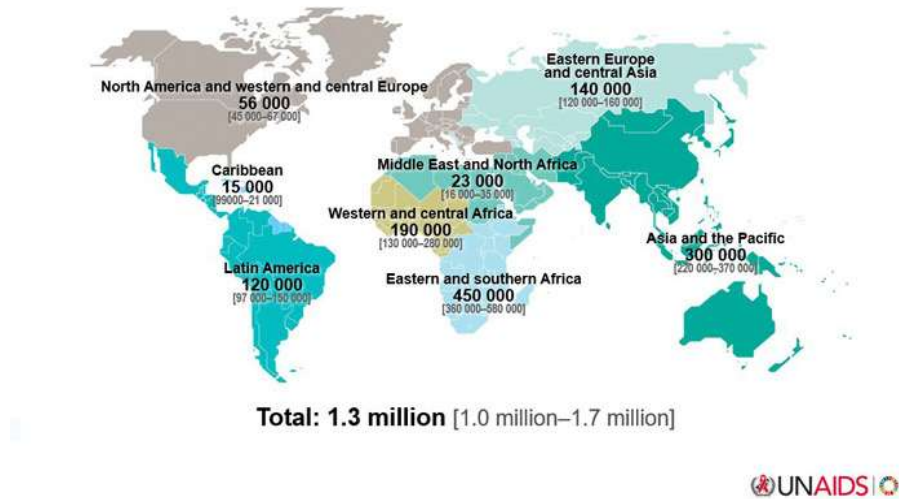 Eastern Europe
and central Asia
140 000
[120 000–160 000]
North America and western and central Europe
56 000
[45 000–67 000]
Middle East and North Africa
23 000
[16 000–35 000]
Caribbean
15 000
[99000–21 000]
Western and central Africa
190 000
[130 000–280 000]
Asia and the Pacific
300 000
[220 000–370 000]
Latin America
120 000
[97 000–150 000]
Eastern and southern Africa
450 000
[360 000–580 000]
Total: 1.3 million [1.0 million–1.7 million]
UNAIDS